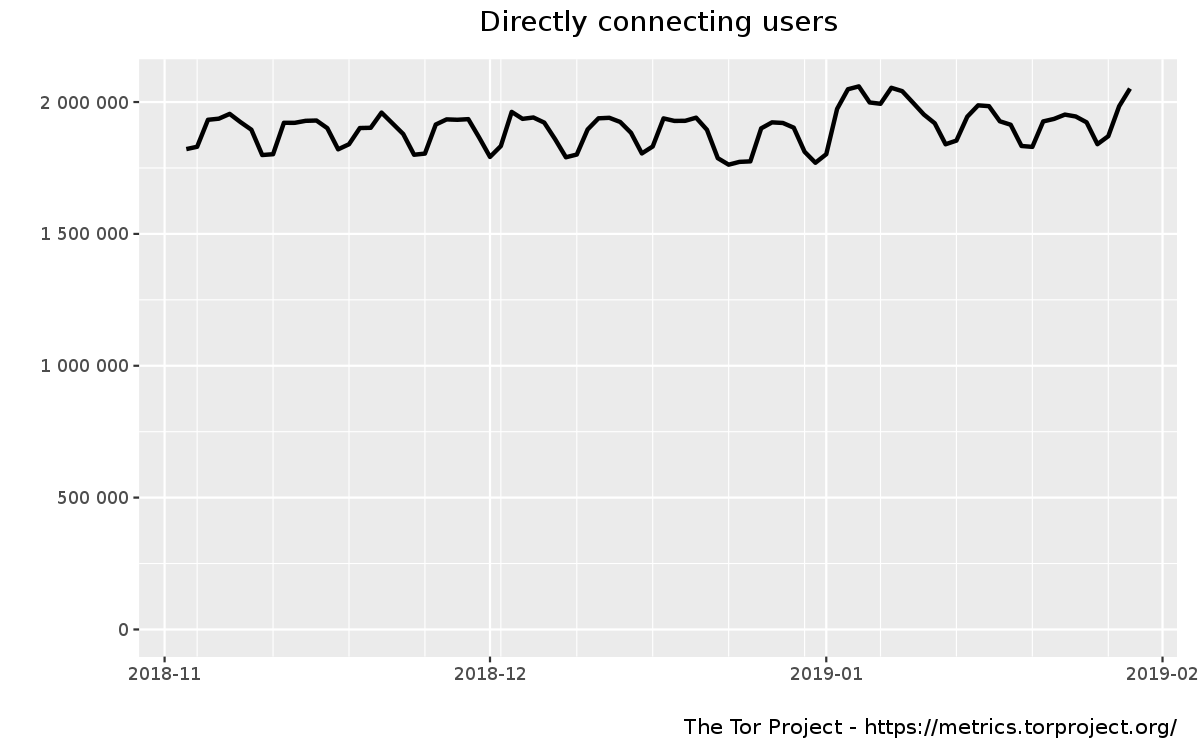 Directly connecting users
2 000 000
1 500 000
1 000 000
500 000
0
2018-11 2018-12 2019-01 2019-02
The Tor Project - https://metrics.torproject.org/